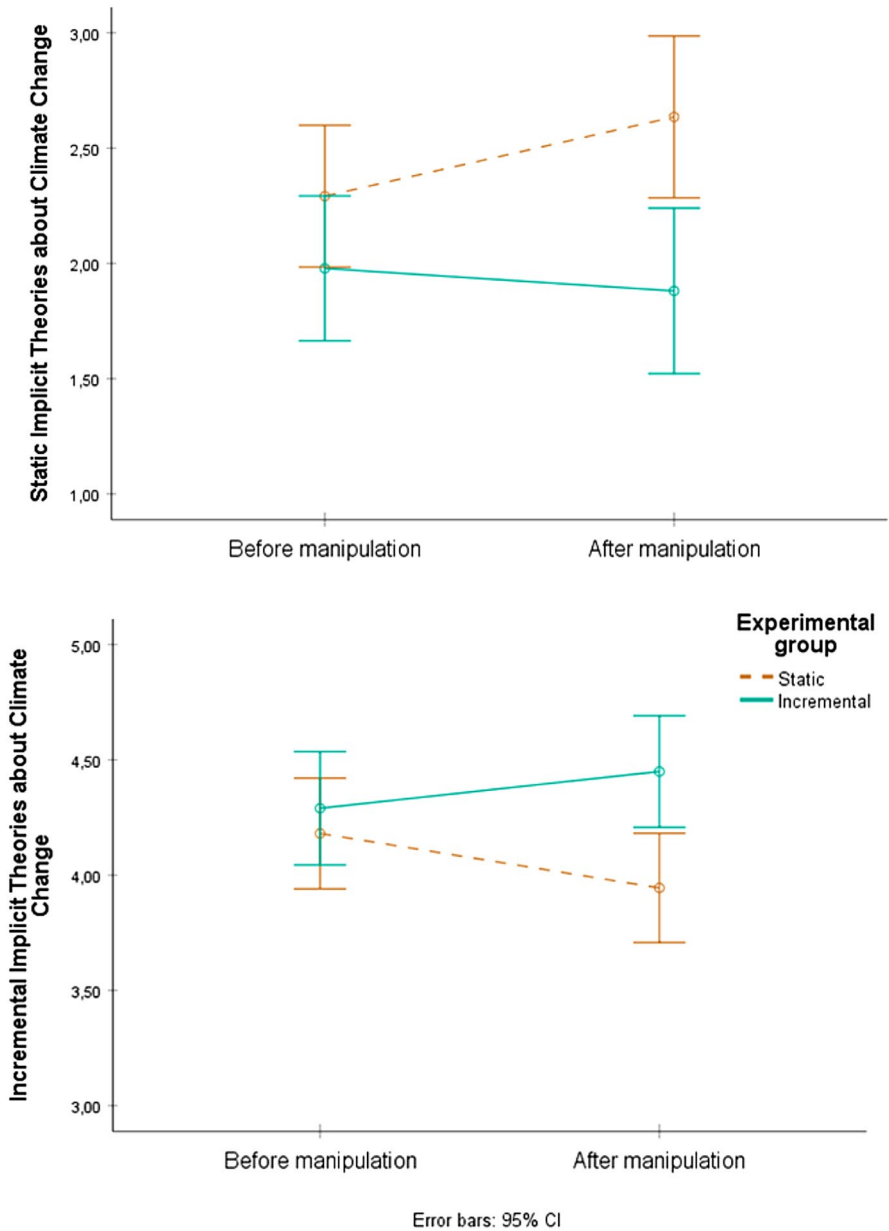 Static Implicit Theories about Climate Change
3,00
2,50
2,00
1,50
1,00
Before manipulation
After manipulation
Incremental Implicit Theories about Climate
Change
5,00
4,50
4,00
3,50
3,00
Before manipulation
After manipulation
Experimental
group
Static
Incremental
Error bars: 95% CI